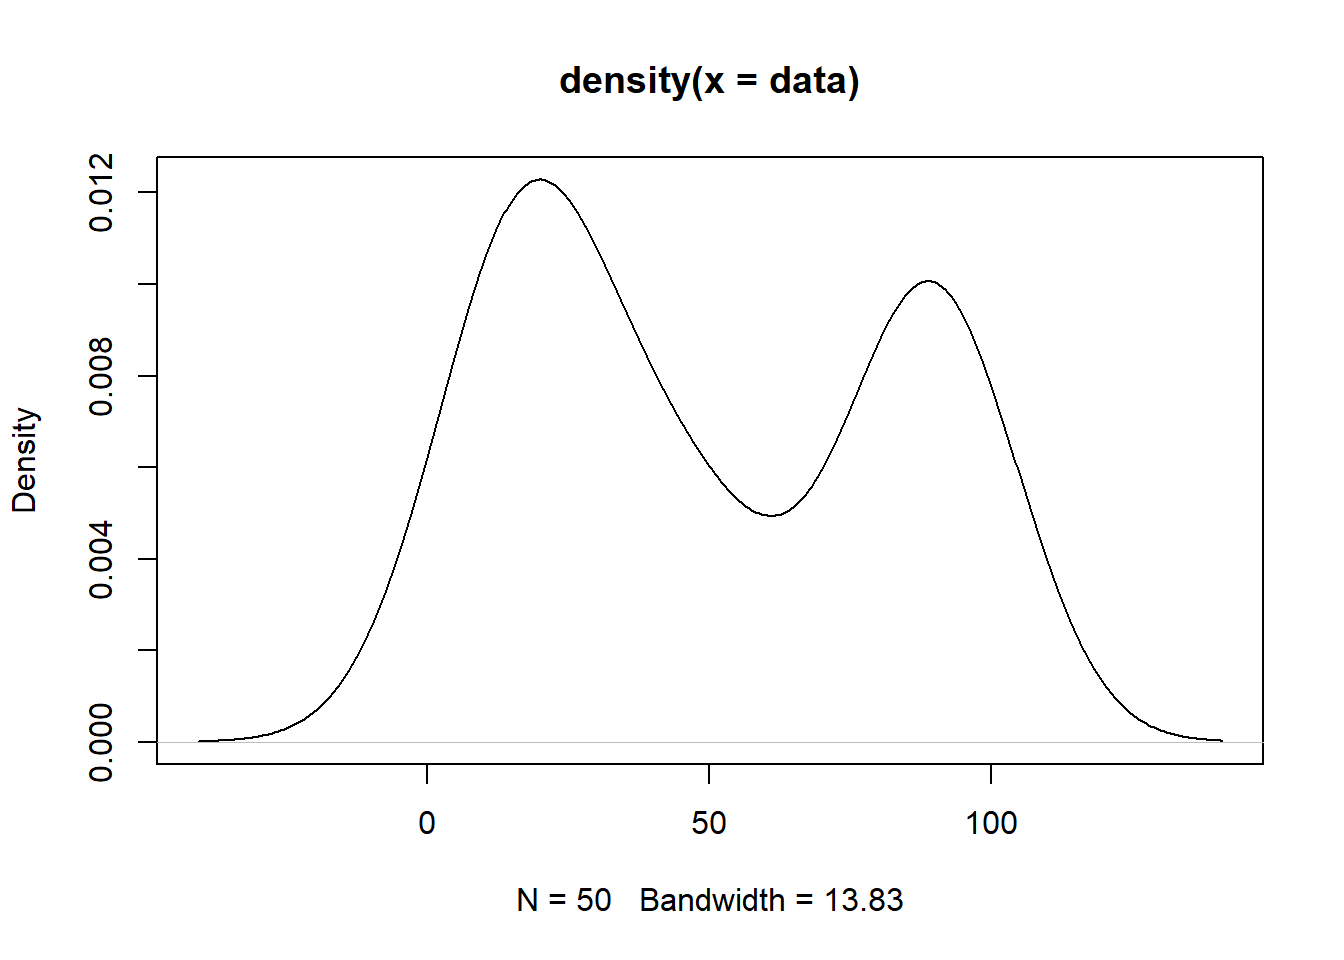 density(x = data)
Density
0.012
0.008
0.004
0.000
0 50 100
N = 50 Bandwidth = 13.83